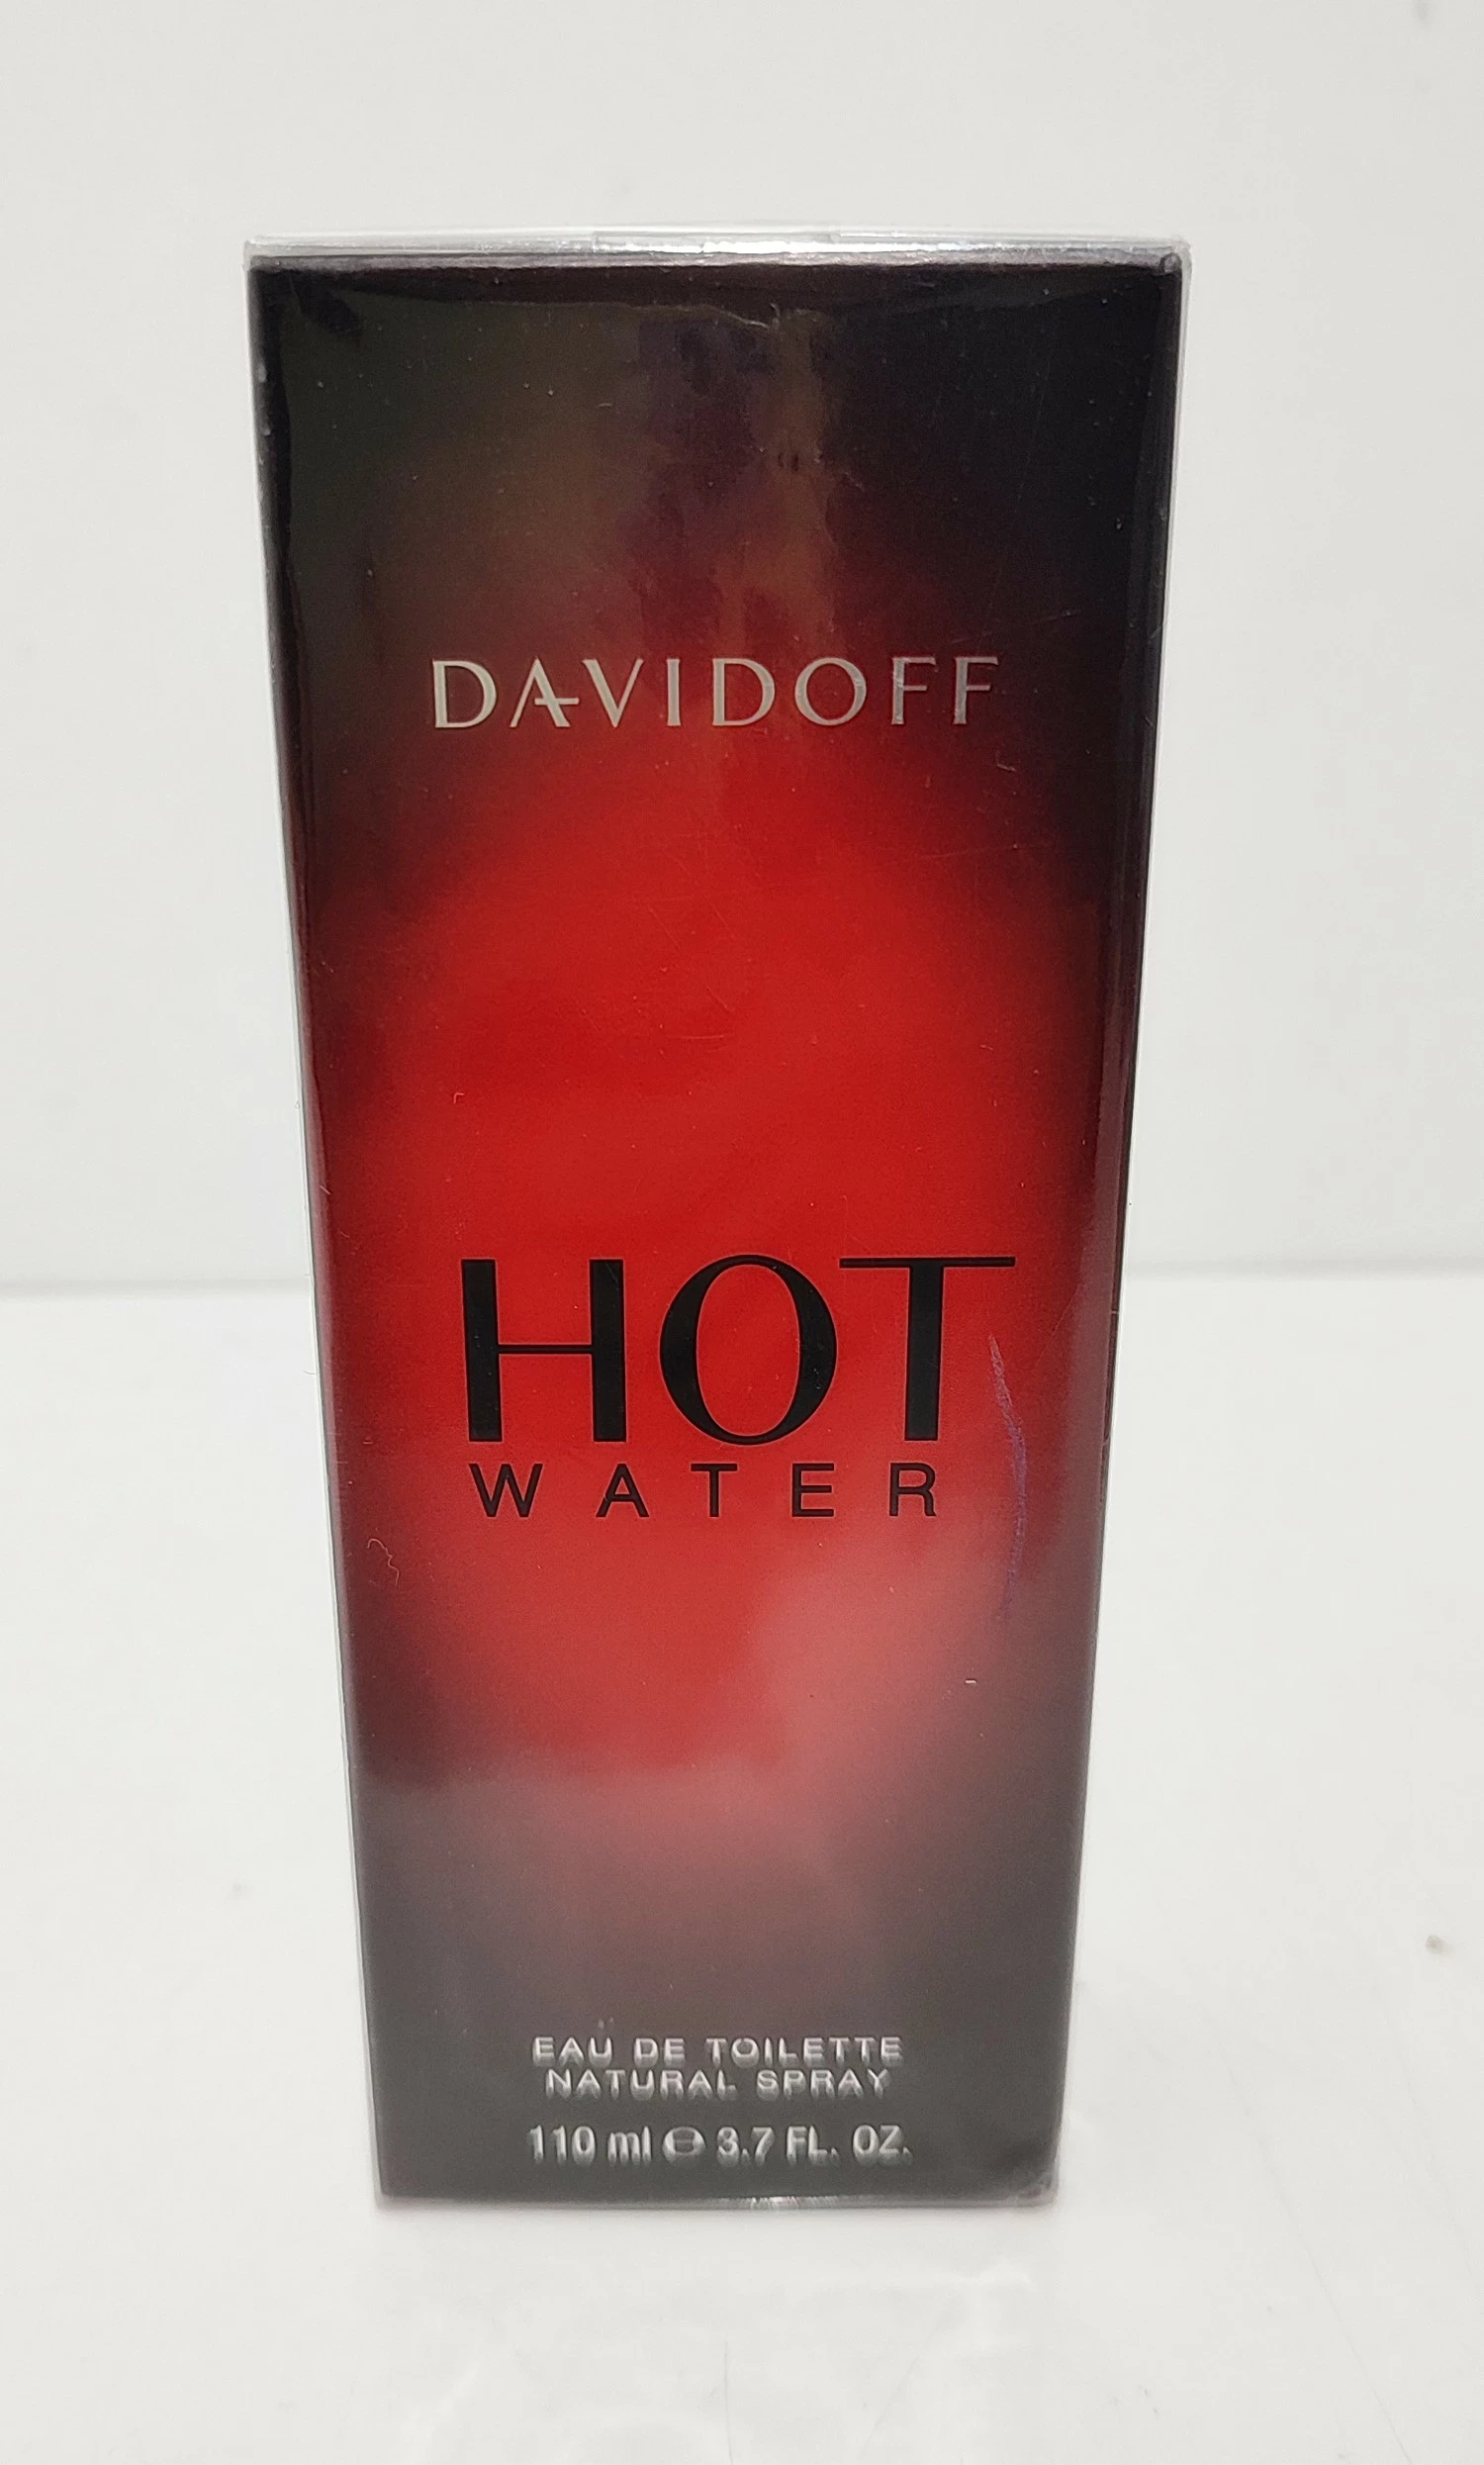 DAVIDOFF
HOT
WATER
EAU DE TOILETTE
NATURAL SPRAY
110 ml ℮ 3.7 FL. OZ.